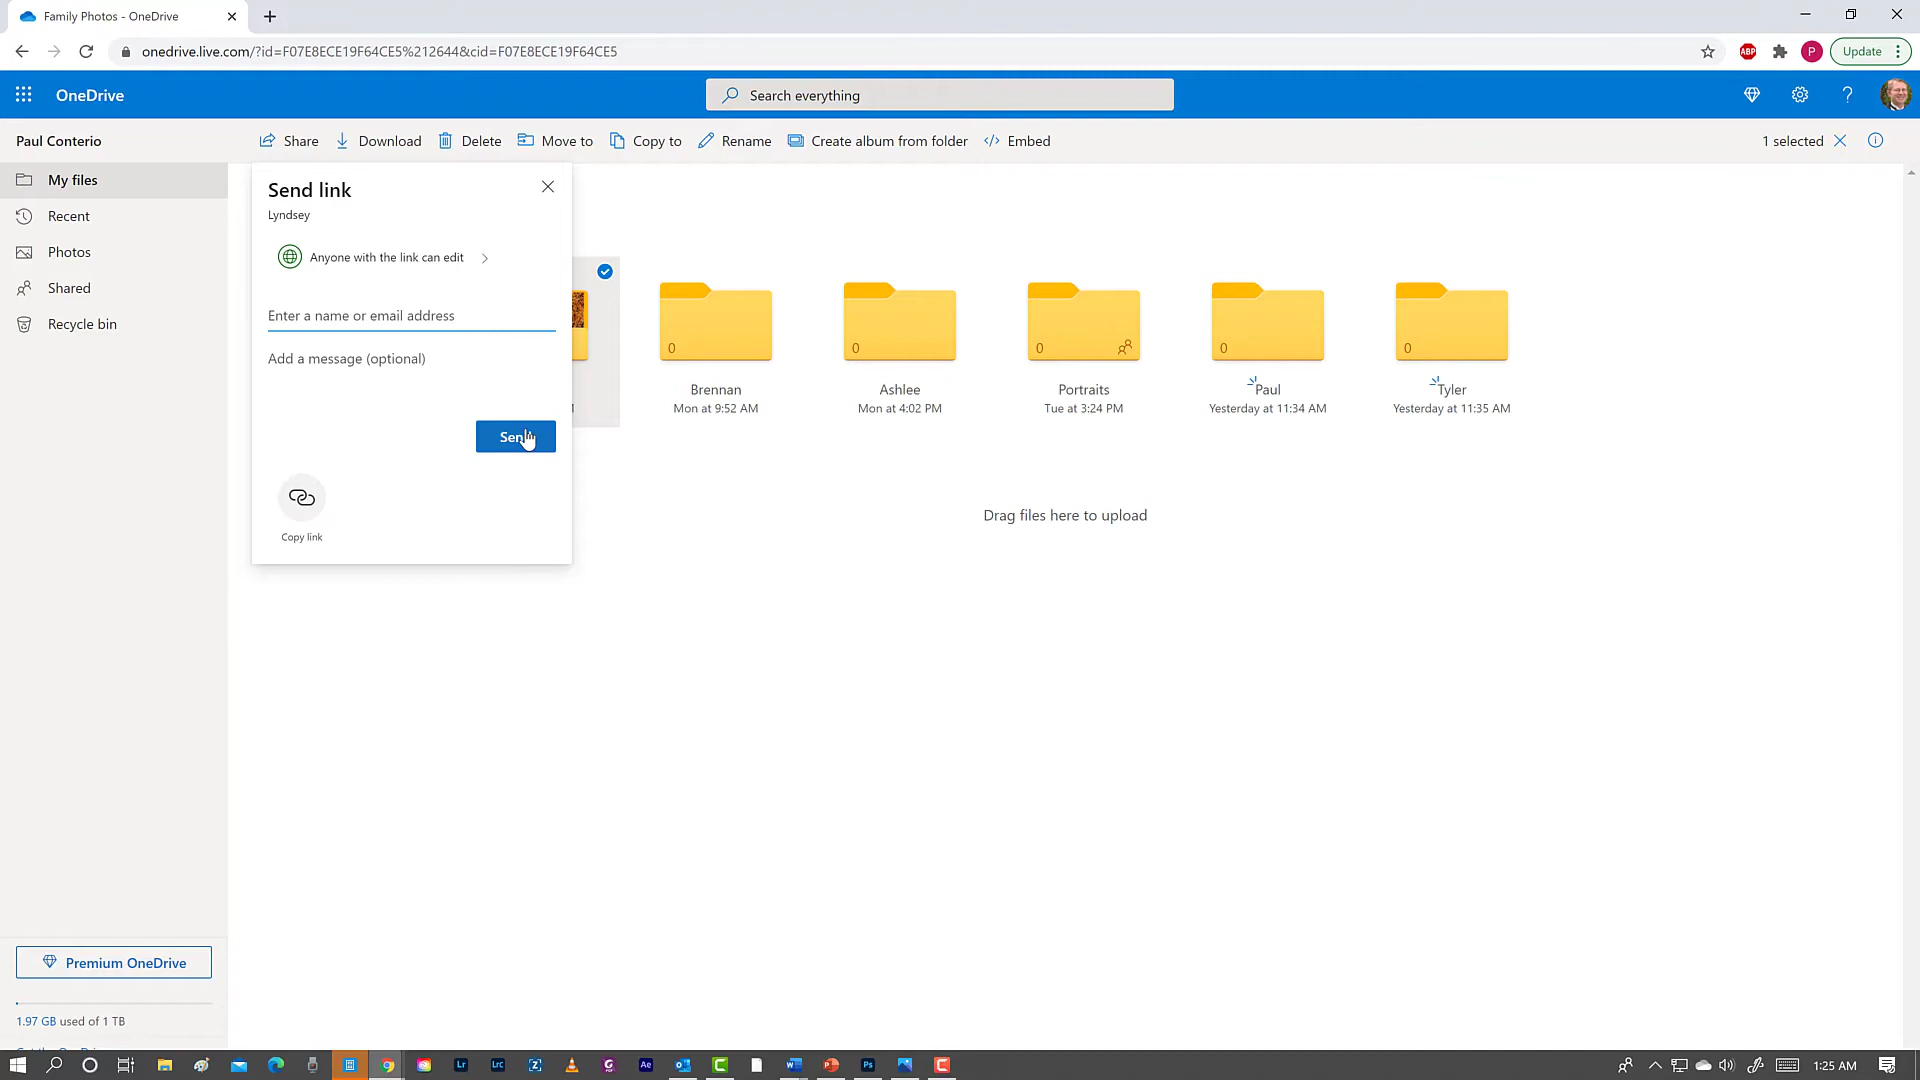 Family Photos - OneDrive
onedrive.live.com/?id=F07E8ECE19F64CE5%212644&cid=F07E8ECE19F64CE5
ABP
P
Update
OneDrive
Search everything
Paul Conterio
Share
Download
Delete
Move to
Copy to
Rename
Create album from folder
Embed
1 selected
My files
Recent
Photos
Shared
Recycle bin
Send link
Lyndsey
Anyone with the link can edit
Enter a name or email address
Add a message (optional)
Copy link
0
0
0
0
0
Brennan
Ashlee
Portraits
Paul
Tyler
Mon at 9:52 AM
Mon at 4:02 PM
Tue at 3:24 PM
Yesterday at 11:34 AM
Yesterday at 11:35 AM
Drag files here to upload
Premium OneDrive
1.97 GB used of 1 TB
Lr
Lrc
Z
Ae
Ps
1:25 AM